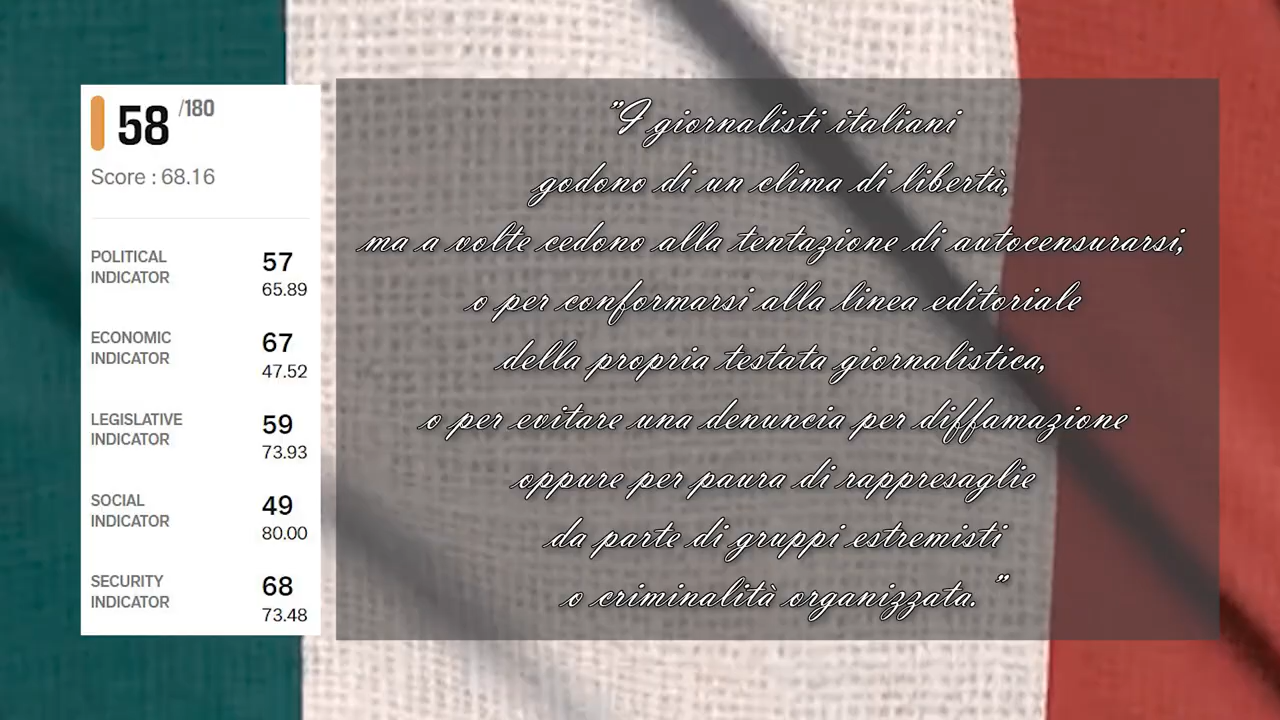 58 /180
Score : 68.16
POLITICAL
INDICATOR
57
65.89
ECONOMIC
INDICATOR
67
47.52
LEGISLATIVE
INDICATOR
59
73.93
SOCIAL
INDICATOR
49
80.00
SECURITY
INDICATOR
68
73.48
"I giornalisti italiani
godono di un clima di libertà,
ma a volte cedono alla tentazione di autocensurarsi,
o per conformarsi alla linea editoriale
della propria testata giornalistica,
o per evitare una denuncia per diffamazione
oppure per paura di rappresaglie
da parte di gruppi estremisti
o criminalità organizzata."